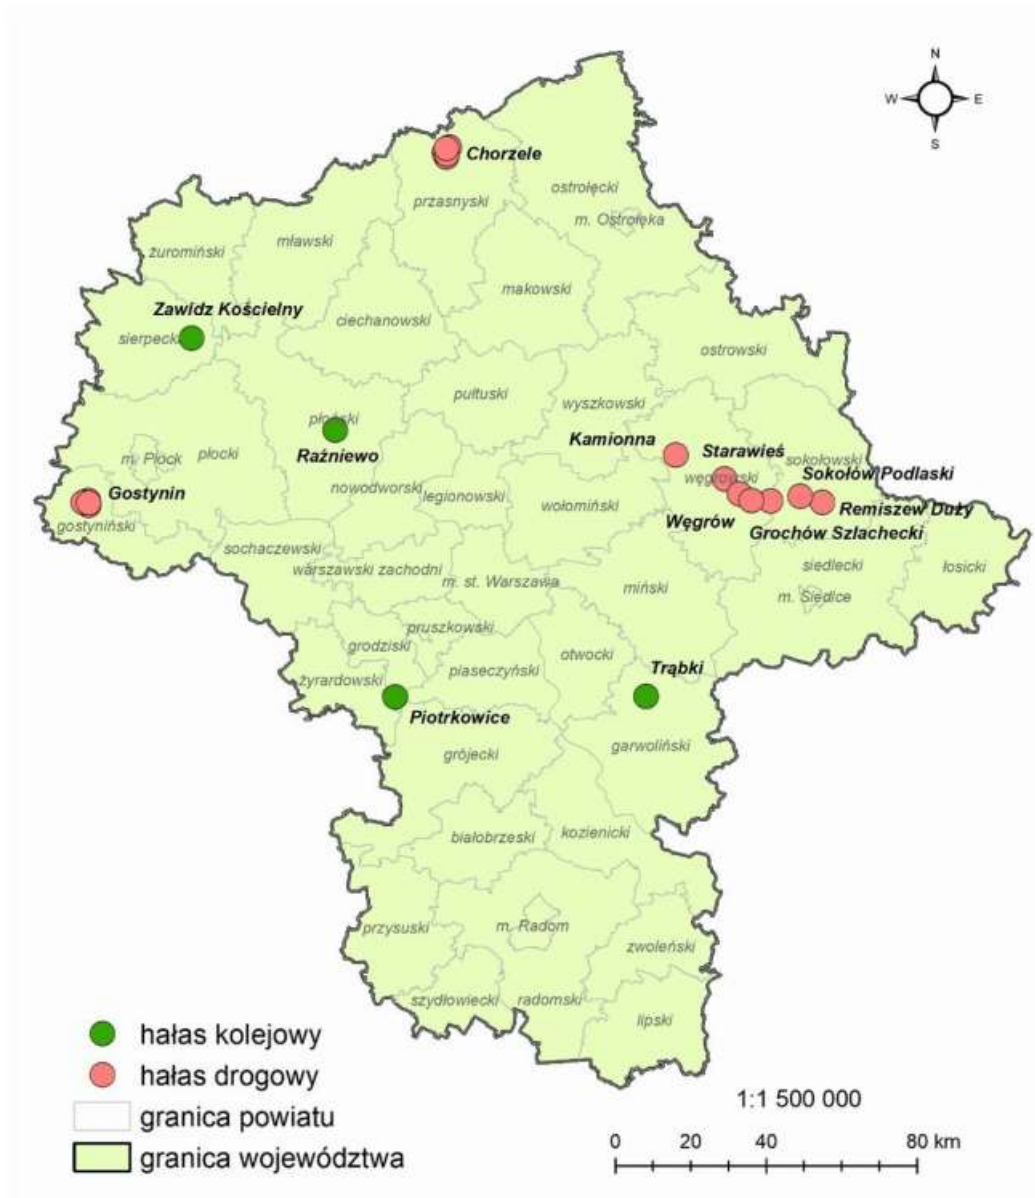 N
W E
S
Chorzele
ostrołęcki
przasnyski
m. Ostrołęka
mławski
żuromiński
makowski
Zawidz Kościelny
ciechanowski
sierpecki
ostrowski
pułtuski
wyszkowski
płoński
Kamionna
Starawieś
Raźniewo
m. Płock
płocki
sokołowski
Sokołów Podlaski
węgrowski
nowodworski
legionowski
Gostynin
wołomiński
Remiszew Duży
gostyniński
Węgrów
Grochów Szlachecki
sochaczewski
siedlecki
łosicki
warszawski zachodni
m. st. Warszawa
miński
m. Siedlce
pruszkowski
grodziski
otwocki
piaseczyński
Trąbki
żyrardowski
Piotrkowice
garwoliński
grójecki
kozienicki
białobrzeski
przysuski
m. Radom
zwoleński
szydłowiecki
radomski
lipski
hałas kolejowy
hałas drogowy
granica powiatu
granica województwa
1:1 500 000
0 20 40 80 km